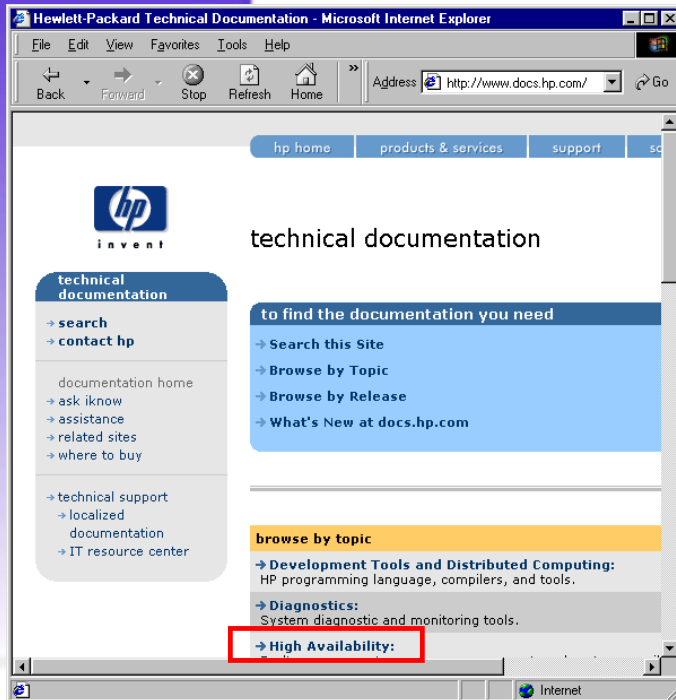 Hewlett-Packard Technical Documentation - Microsoft Internet Explorer
File Edit View Favorites Tools Help
Back Forward Stop Refresh Home » Address http://www.docs.hp.com/ Go
hp home products & services support
hp
invent
technical documentation
technical
documentation
search
contact hp
documentation home
ask iknow
assistance
related sites
where to buy
technical support
localized
documentation
IT resource center
to find the documentation you need
Search this Site
Browse by Topic
Browse by Release
What's New at docs.hp.com
browse by topic
Development Tools and Distributed Computing:
HP programming language, compilers, and tools.
Diagnostics:
System diagnostic and monitoring tools.
High Availability:
Internet